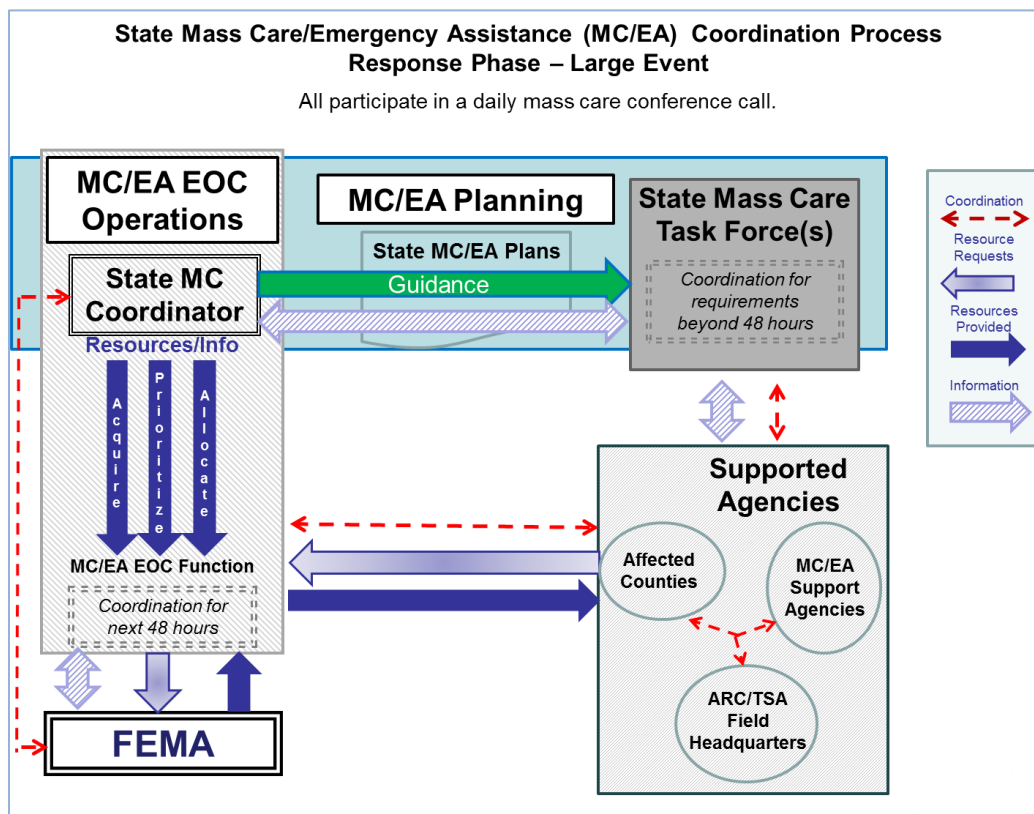 State Mass Care/Emergency Assistance (MC/EA) Coordination Process
Response Phase – Large Event
All participate in a daily mass care conference call.
MC/EA EOC
Operations
MC/EA Planning
State Mass Care
Task Force(s)
State MC/EA Plans
State MC
Coordinator
Guidance
Coordination for
requirements
beyond 48 hours
Resources/Info
Acquire
Prioritize
Allocate
MC/EA EOC Function
Coordination for
next 48 hours
FEMA
Supported
Agencies
Affected
Counties
MC/EA
Support
Agencies
ARC/TSA
Field
Headquarters
Coordination
Resource
Requests
Resources
Provided
Information